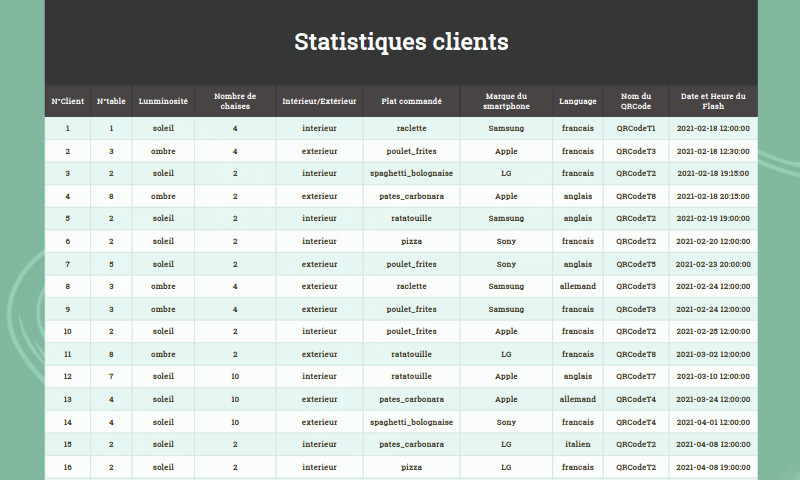 Statistiques clients
N°Client N°table Lunminosité Nombre de chaises Intérieur/Extérieur Plat commandé Marque du smartphone Language Nom du QRCode Date et Heure du Flash
1 1 soleil 4 interieur raclette Samsung francais QRCodeT1 2021-02-18 12:00:00
2 3 ombre 4 exterieur poulet_frites Apple francais QRCodeT3 2021-02-18 12:30:00
3 2 soleil 2 interieur spaghetti_bolognaise LG francais QRCodeT2 2021-02-18 19:15:00
4 8 ombre 2 exterieur pates_carbonara Apple anglais QRCodeT8 2021-02-18 20:15:00
5 2 soleil 2 interieur ratatouille Samsung anglais QRCodeT2 2021-02-19 19:00:00
6 2 soleil 2 interieur pizza Sony francais QRCodeT2 2021-02-20 12:00:00
7 5 soleil 2 exterieur poulet_frites Sony anglais QRCodeT5 2021-02-23 20:00:00
8 3 ombre 4 exterieur raclette Samsung allemand QRCodeT3 2021-02-24 12:00:00
9 3 ombre 4 exterieur poulet_frites Samsung francais QRCodeT3 2021-02-24 12:00:00
10 2 soleil 2 interieur poulet_frites Apple francais QRCodeT2 2021-02-25 12:00:00
11 8 ombre 2 exterieur ratatouille LG francais QRCodeT8 2021-03-02 12:00:00
12 7 soleil 10 interieur ratatouille Apple anglais QRCodeT7 2021-03-10 12:00:00
13 4 soleil 10 exterieur pates_carbonara Apple allemand QRCodeT4 2021-03-24 12:00:00
14 4 soleil 10 exterieur spaghetti_bolognaise Sony francais QRCodeT4 2021-04-01 12:00:00
15 2 soleil 2 interieur pates_carbonara LG italien QRCodeT2 2021-04-08 12:00:00
16 2 soleil 2 interieur pizza LG francais QRCodeT2 2021-04-08 19:00:00